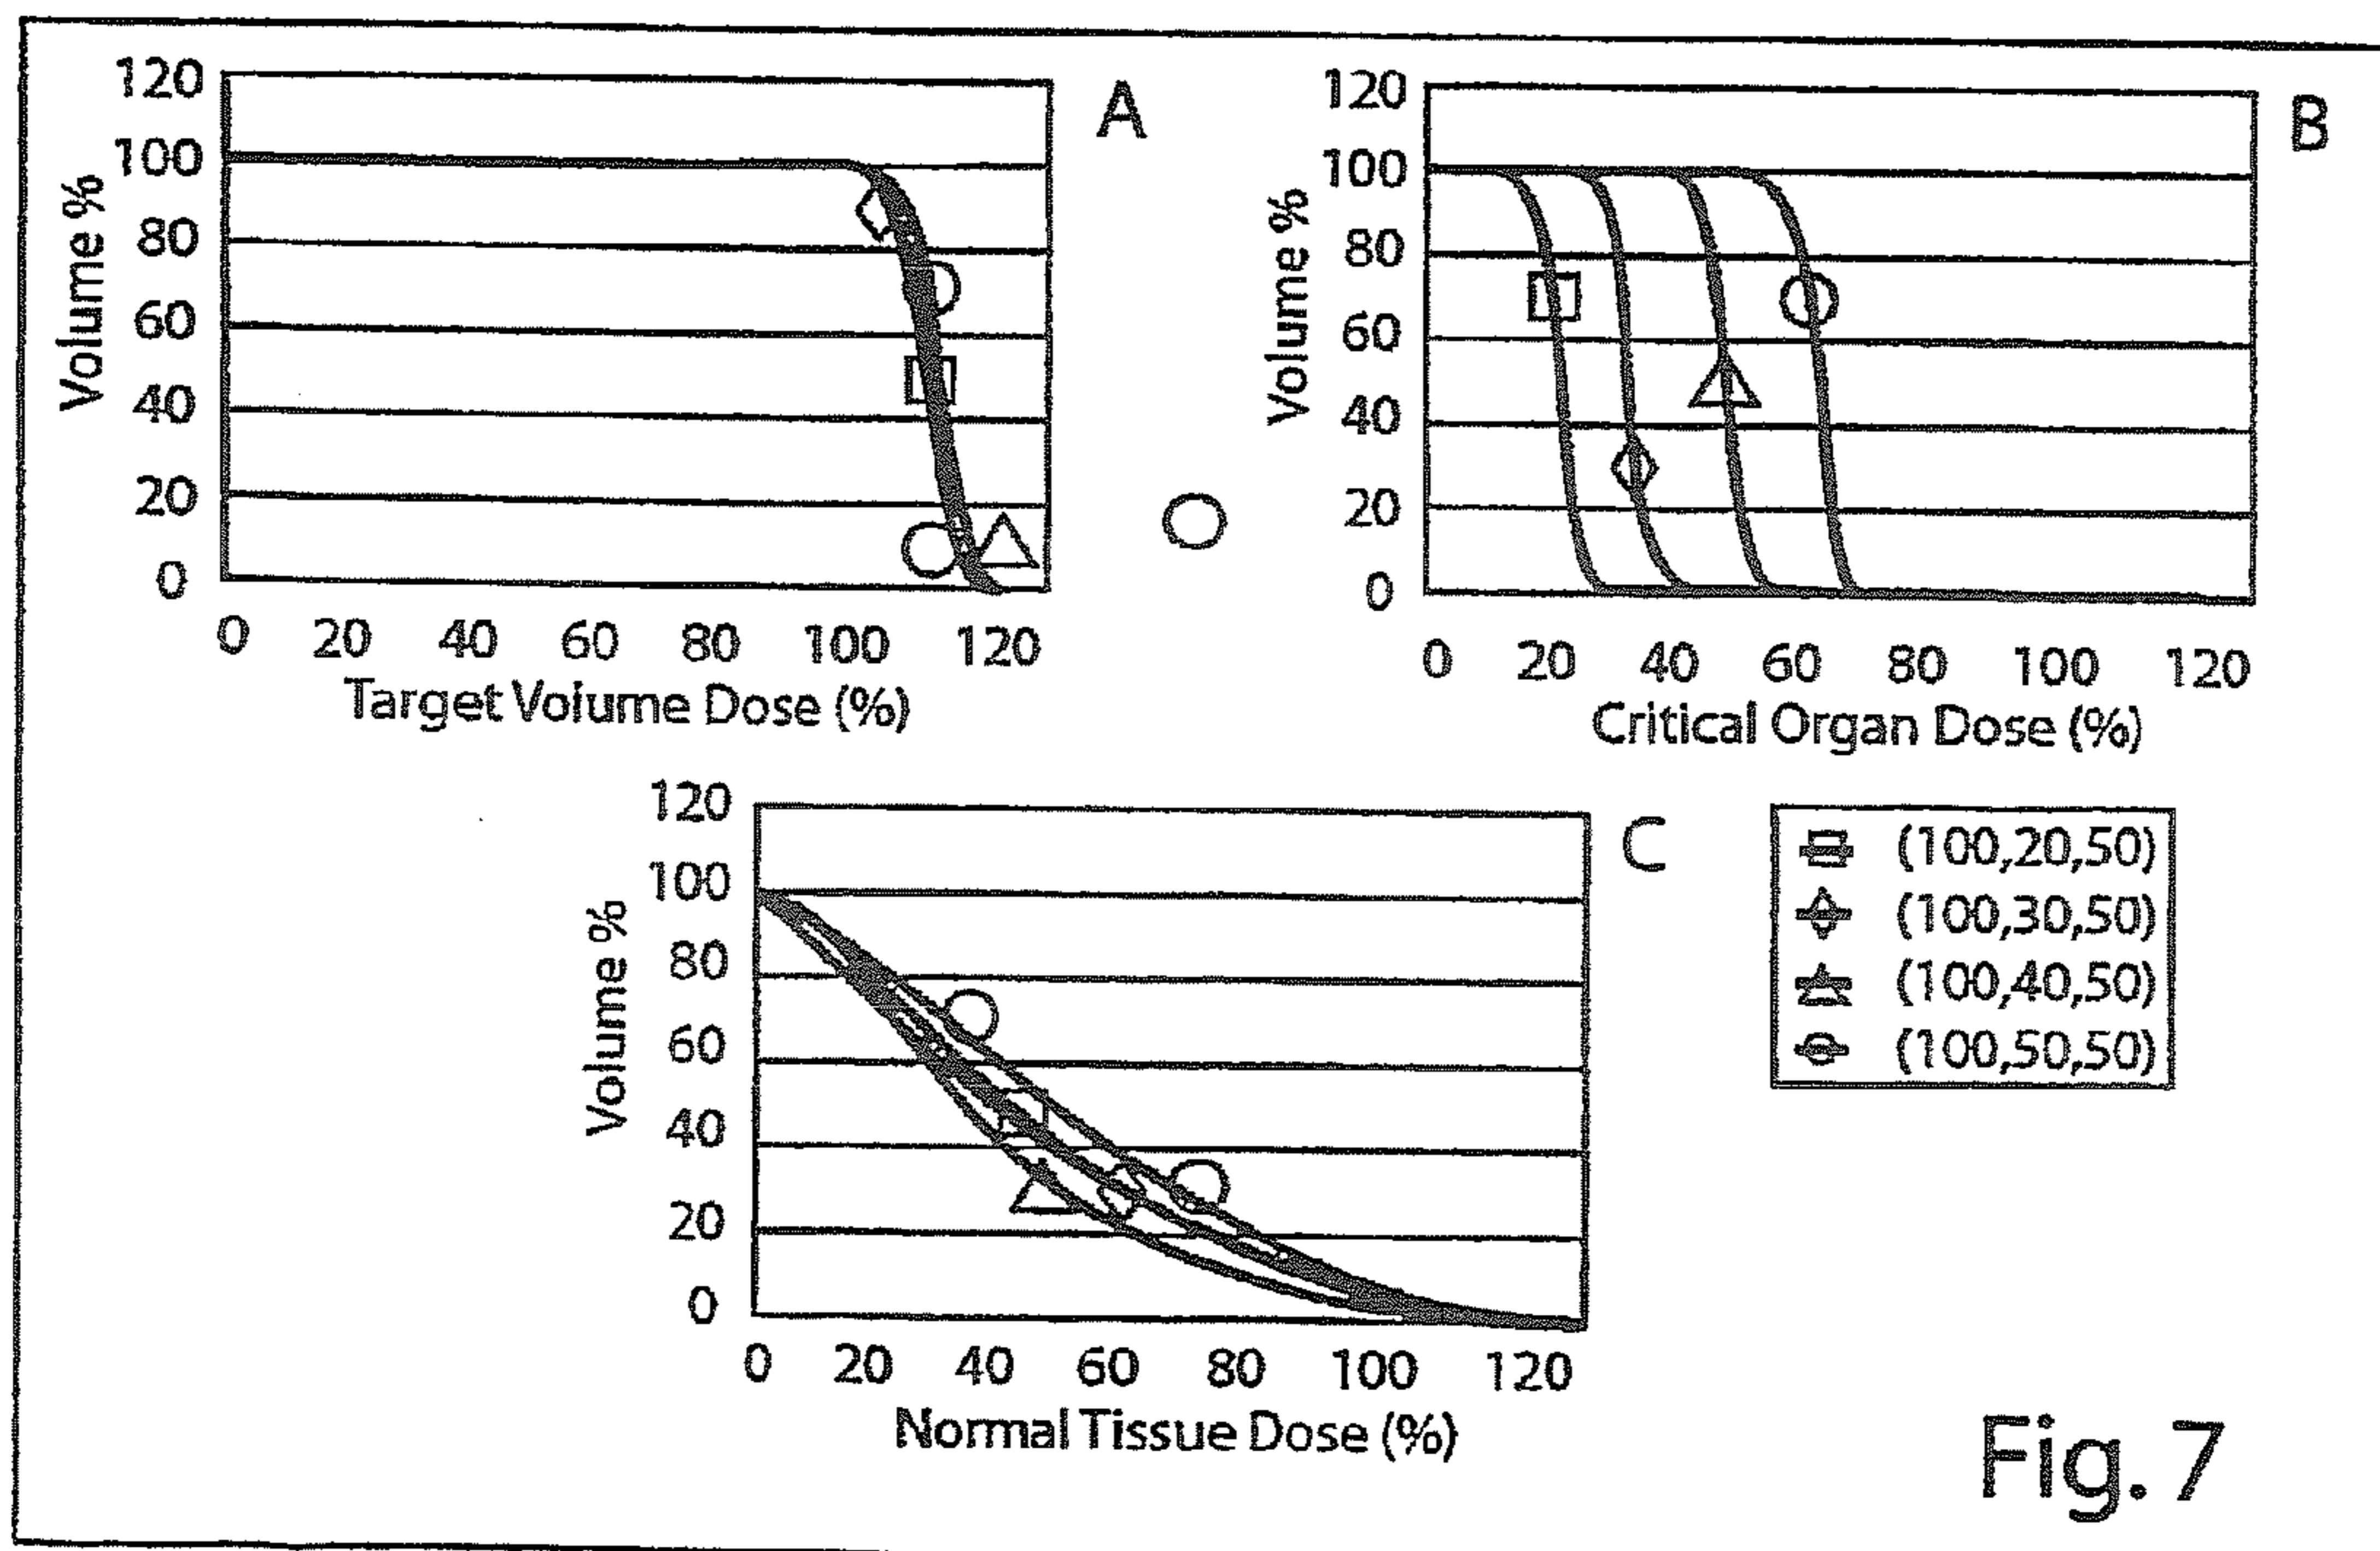 A
120
100
80
60
40
20
0
Volume %
0 20 40 60 80 100 120
Target Volume Dose (%)
B
120
100
80
60
40
20
0
Volume %
0 20 40 60 80 100 120
Critical Organ Dose (%)
C
120
100
80
60
40
20
0
Volume %
0 20 40 60 80 100 120
Normal Tissue Dose (%)
(100,20,50)
(100,30,50)
(100,40,50)
(100,50,50)
Fig. 7